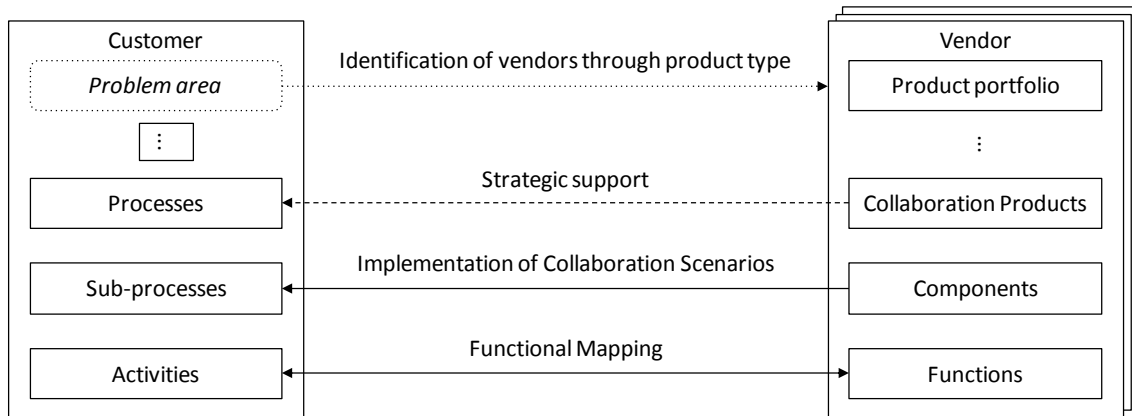 Customer
Vendor
Problem area
Identification of vendors through product type
Product portfolio
⋮
⋮
Processes
Strategic support
Collaboration Products
Sub-processes
Implementation of Collaboration Scenarios
Components
Activities
Functional Mapping
Functions